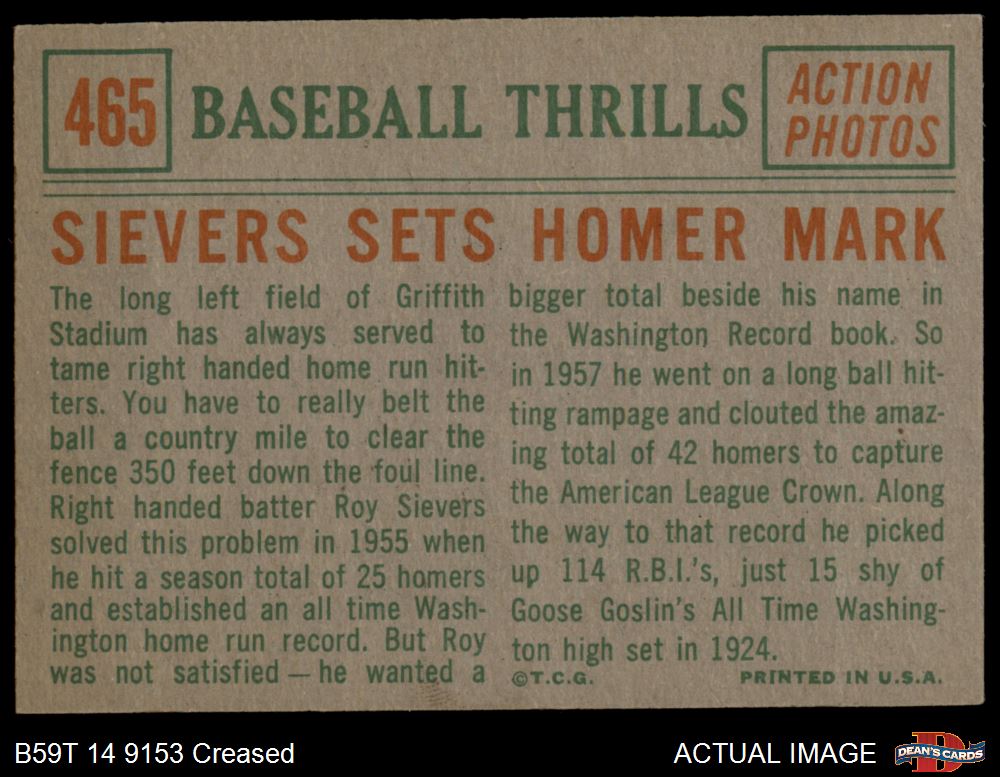 465
BASEBALL THRILLS
ACTION
PHOTOS
SIEVERS SETS HOMER MARK
The long left field of Griffith
Stadium has always served to
tame right handed home run hit-
ters. You have to really belt the
ball a country mile to clear the
fence 350 feet down the foul line.
Right handed batter Roy Sievers
solved this problem in 1955 when
he hit a season total of 25 homers
and established an all time Wash-
ington home run record. But Roy
was not satisfied — he wanted a
bigger total beside his name in
the Washington Record book. So
in 1957 he went on a long ball hit-
ting rampage and clouted the amaz-
ing total of 42 homers to capture
the American League Crown. Along
the way to that record he picked
up 114 R.B.I.'s, just 15 shy of
Goose Goslin's All Time Washing-
ton high set in 1924.
©T.C.G. PRINTED IN U.S.A.
B59T 14 9153 Creased
ACTUAL IMAGE
DEAN'S CARDS